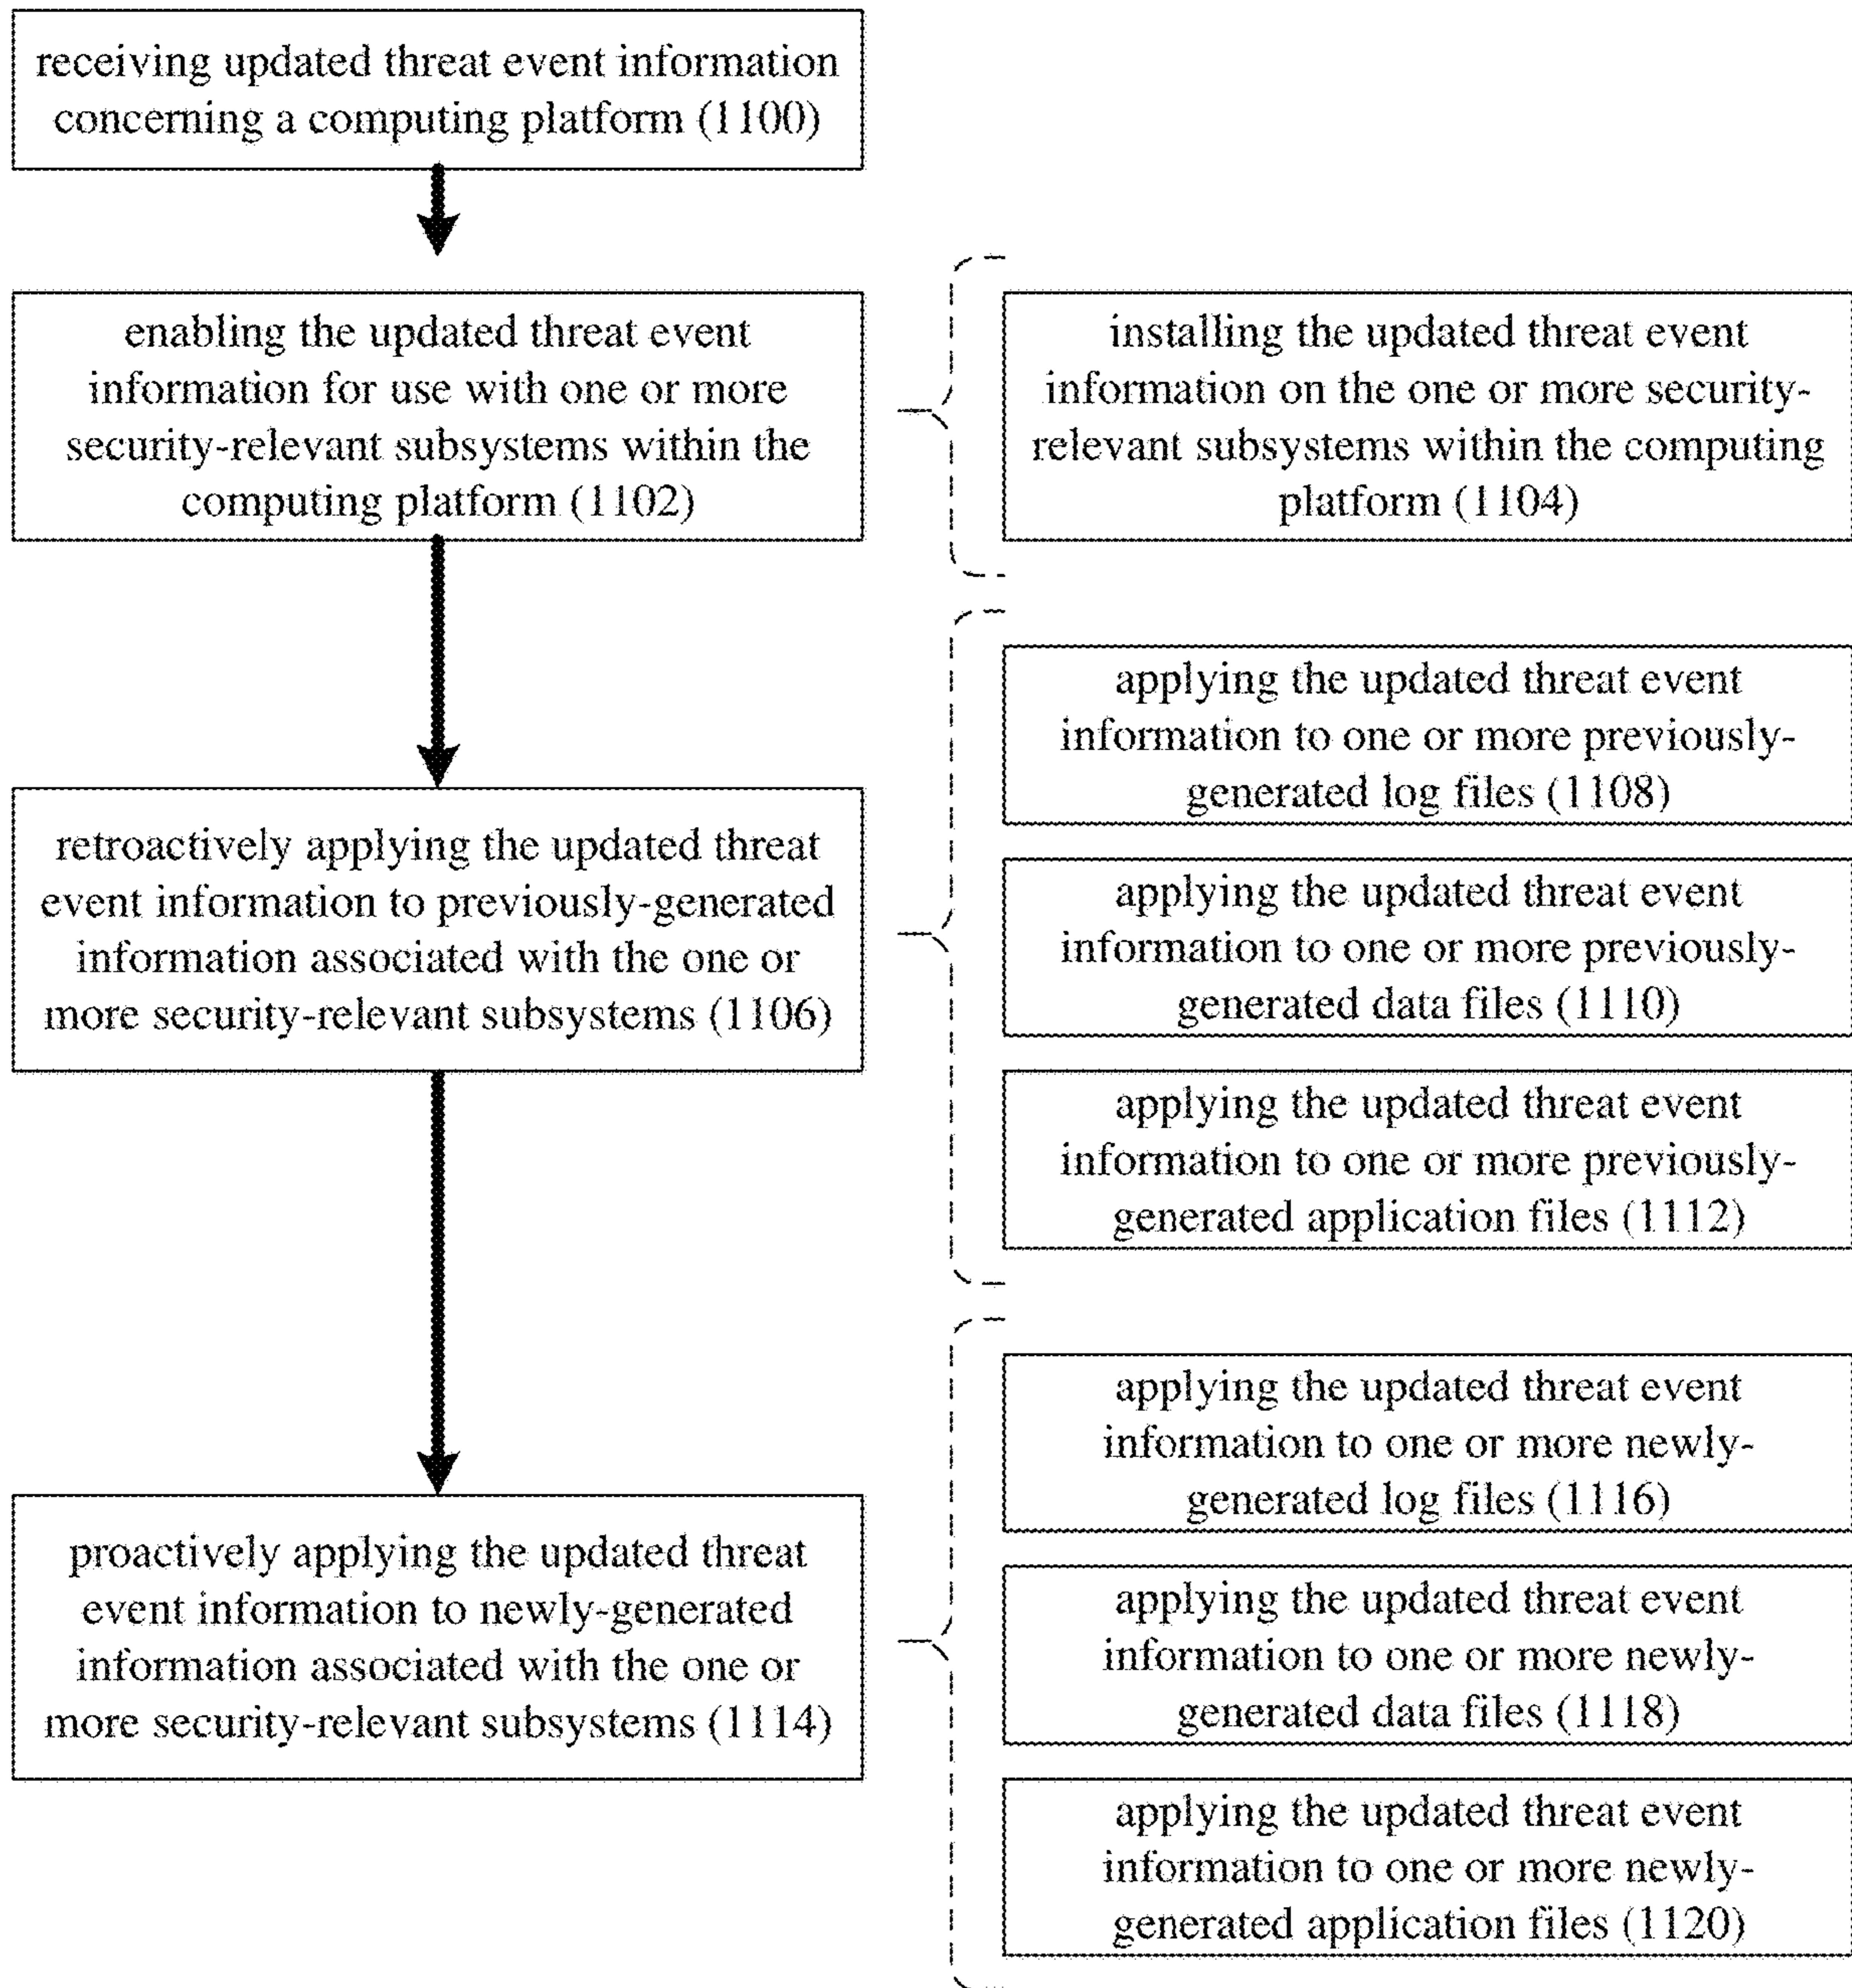 receiving updated threat event information
concerning a computing platform (1100)
enabling the updated threat event
information for use with one or more
security-relevant subsystems within the
computing platform (1102)
installing the updated threat event
information on the one or more security-
relevant subsystems within the computing
platform (1104)
retroactively applying the updated threat
event information to previously-generated
information associated with the one or
more security-relevant subsystems (1106)
applying the updated threat event
information to one or more previously-
generated log files (1108)
applying the updated threat event
information to one or more previously-
generated data files (1110)
applying the updated threat event
information to one or more previously-
generated application files (1112)
proactively applying the updated threat
event information to newly-generated
information associated with the one or
more security-relevant subsystems (1114)
applying the updated threat event
information to one or more newly-
generated log files (1116)
applying the updated threat event
information to one or more newly-
generated data files (1118)
applying the updated threat event
information to one or more newly-
generated application files (1120)